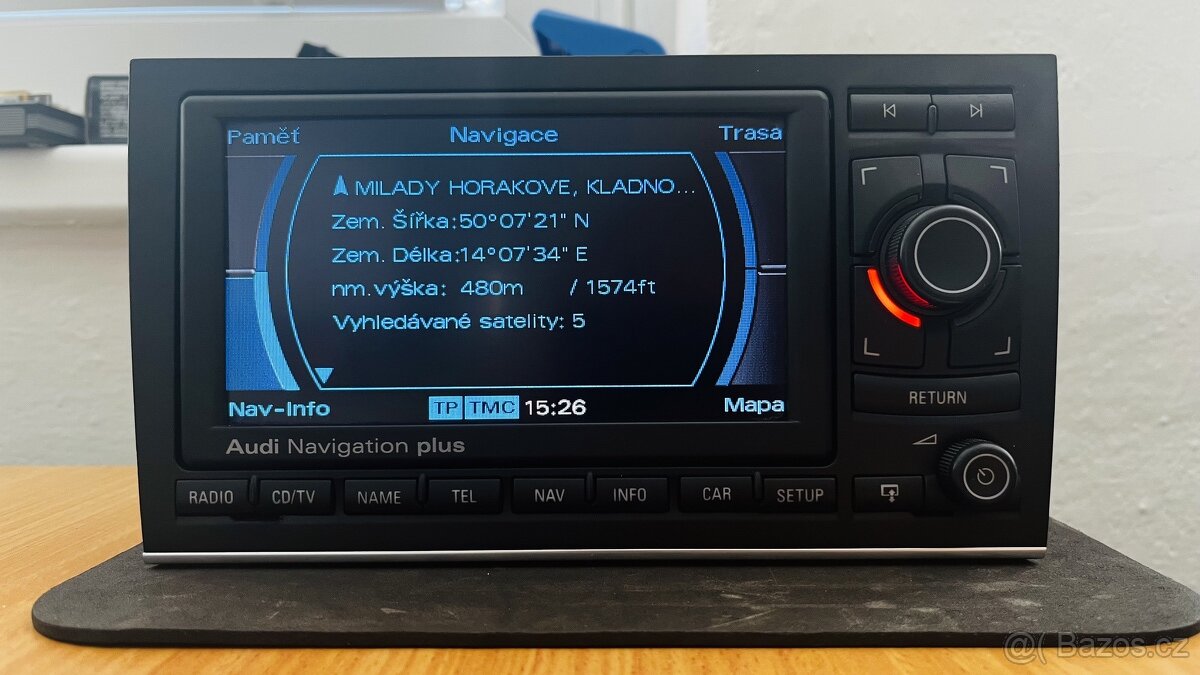 Paměť Navigace Trasa
MILADY HORAKOVE, KLADNO...
Zem. Šířka:50°07'21" N
Zem. Délka:14°07'34" E
nm.výška: 480m / 1574ft
Vyhledávané satelity: 5
Nav-Info TP TMC 15:26 Mapa
Audi Navigation plus
RADIO CD/TV NAME TEL NAV INFO CAR SETUP
RETURN
@( Bazos.cz